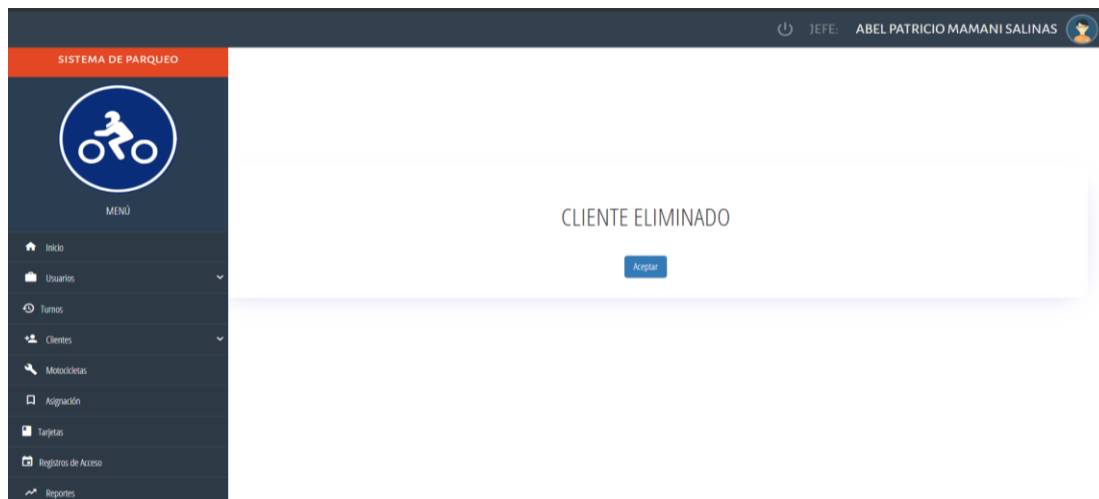 JEFE: ABEL PATRICIO MAMANI SALINAS
SISTEMA DE PARQUEO
MENÚ
Inicio
Usuarios
Turnos
Clientes
Motocicletas
Asignación
Tarjetas
Registros de Acceso
Reportes
CLIENTE ELIMINADO
Aceptar